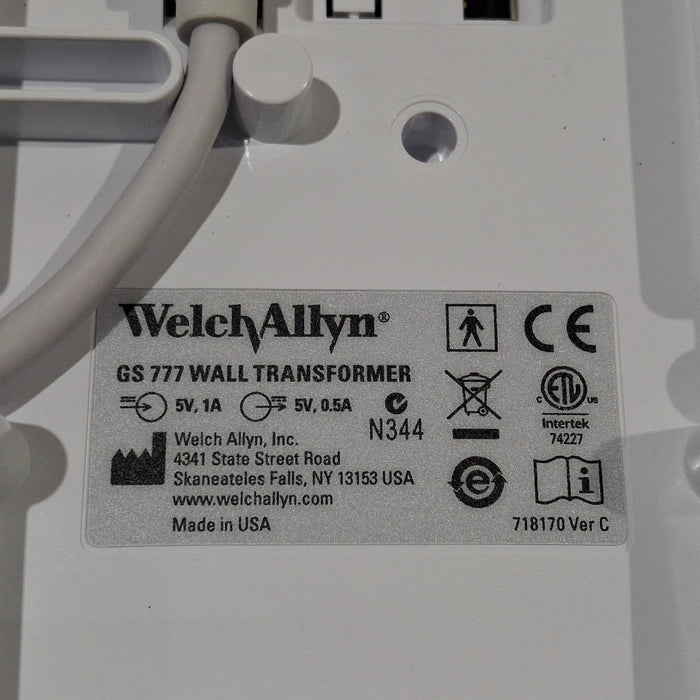 WelchAllyn®
CE
GS 777 WALL TRANSFORMER
5V, 1A 5V, 0.5A
N344
c ETL us
Intertek
74227
Welch Allyn, Inc.
4341 State Street Road
Skaneateles Falls, NY 13153 USA
www.welchallyn.com
Made in USA
e
i
718170 Ver C